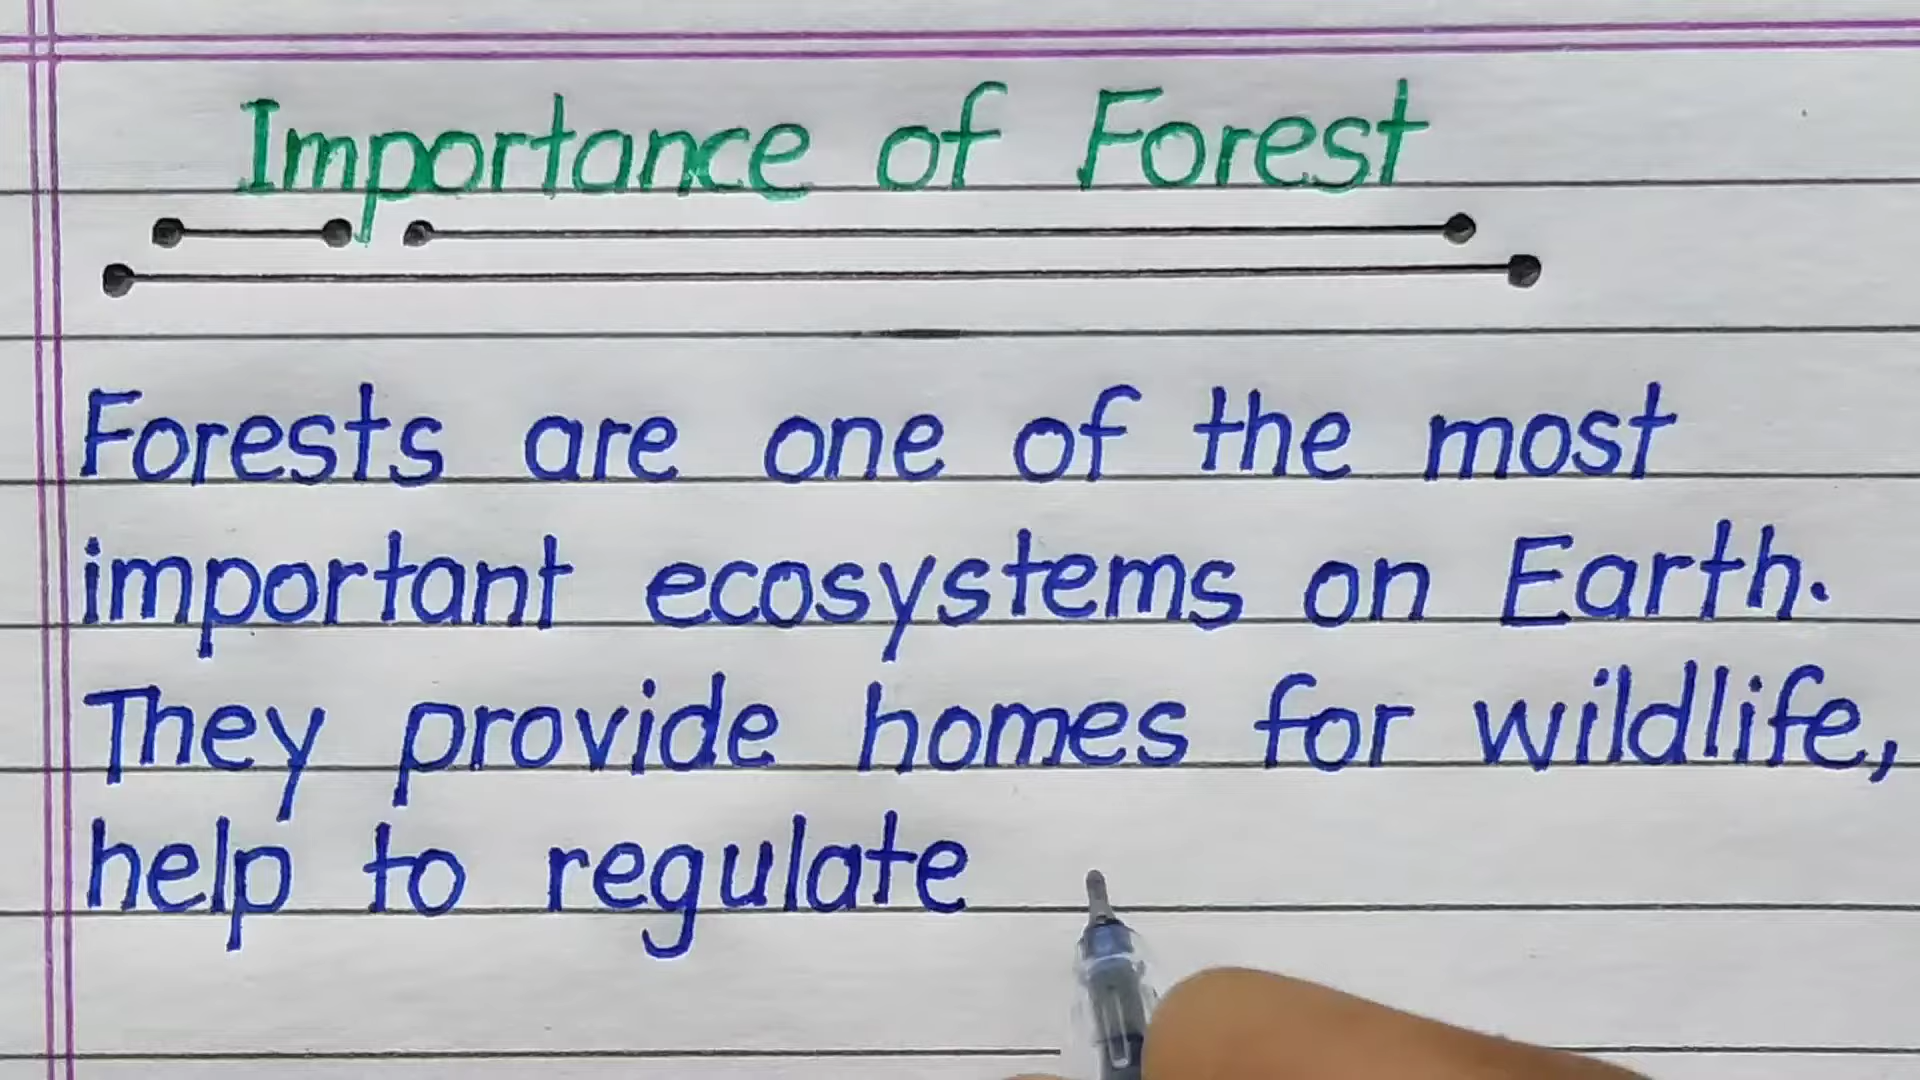 Importance of Forest
Forests are one of the most
important ecosystems on Earth.
They provide homes for wildlife,
help to regulate